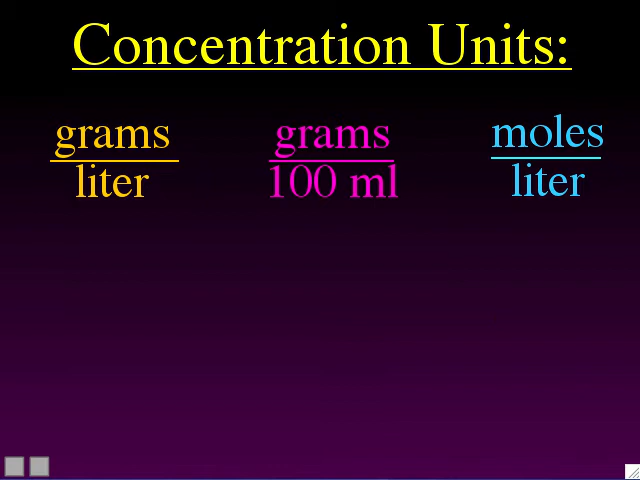 Concentration Units:
grams grams moles
liter 100 ml liter